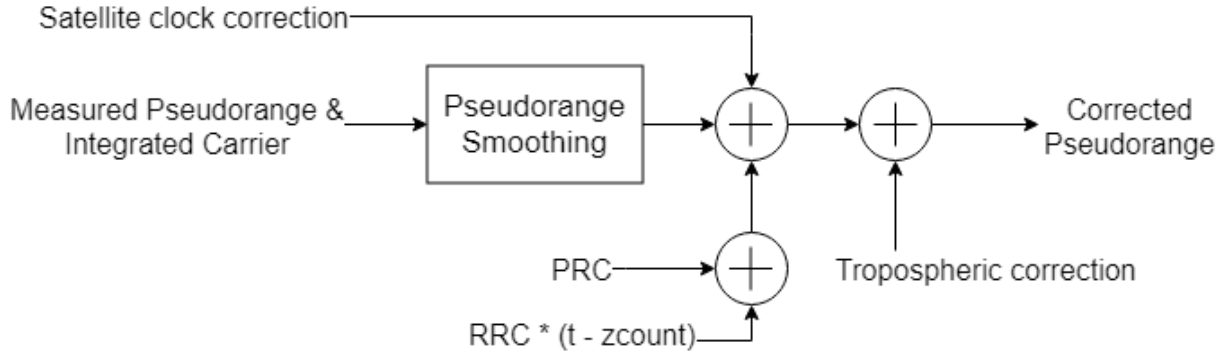 Satellite clock correction
Measured Pseudorange &
Integrated Carrier
Pseudorange
Smoothing
Corrected
Pseudorange
PRC
Tropospheric correction
RRC * (t - zcount)